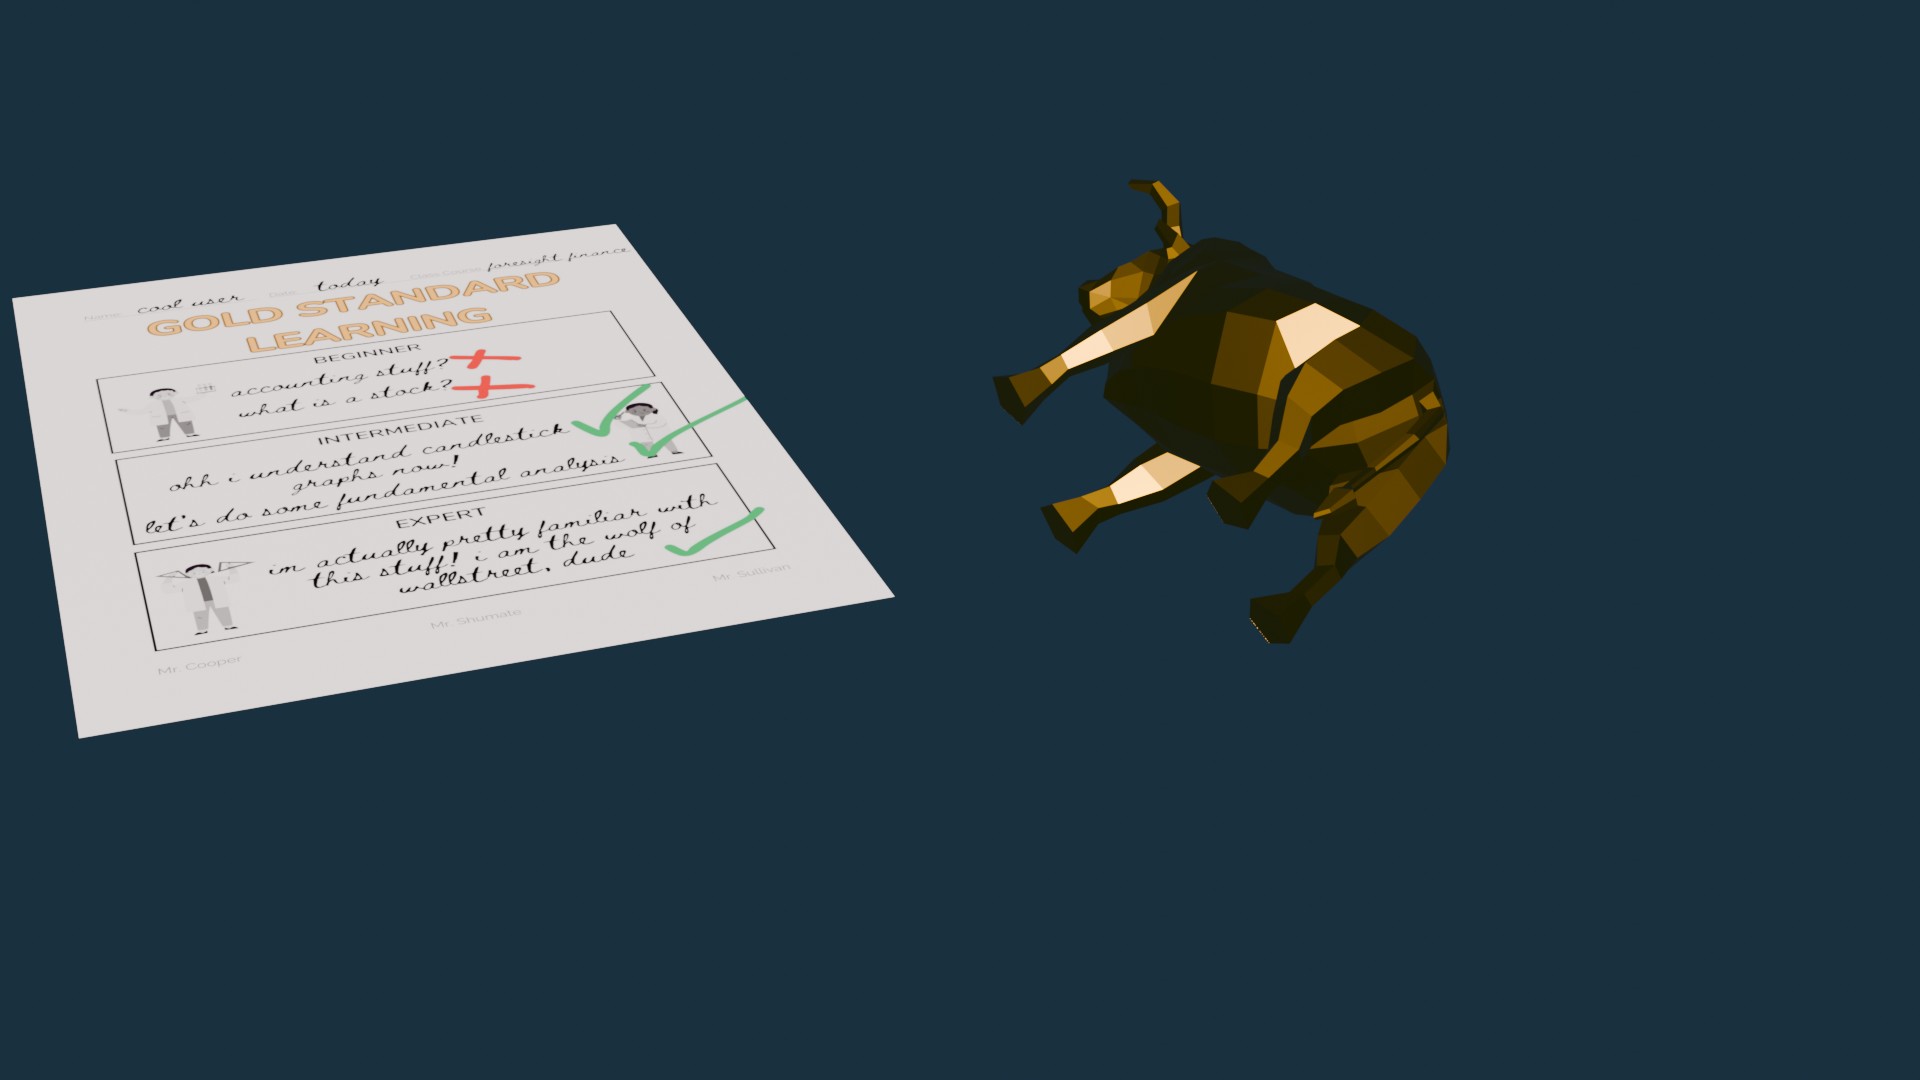 Name: cool user Date: today Class/Course: foresight finance
GOLD STANDARD
LEARNING
BEGINNER
accounting stuff?
what is a stock?
INTERMEDIATE
ohh i understand candlestick
graphs now!
let's do some fundamental analysis
EXPERT
im actually pretty familiar with
this stuff! i am the wolf of
wallstreet, dude
Mr. Cooper
Mr. Shumate
Mr. Sullivan